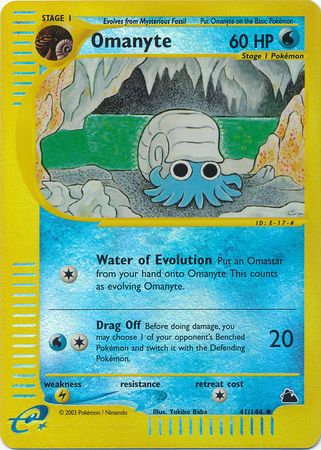 STAGE 1
Evolves from Mysterious Fossil
Put Omanyte on the Basic Pokémon
Omanyte
60 HP
Stage 1 Pokémon
ID: E-17-#
Water of Evolution Put an Omastar
from your hand onto Omanyte. This counts
as evolving Omanyte.
Drag Off Before doing damage, you
may choose 1 of your opponent's Benched
Pokémon and switch it with the Defending
Pokémon.
20
weakness
resistance
retreat cost
e
© 2003 Pokémon / Nintendo
Illus. Yukiko Baba
41/144